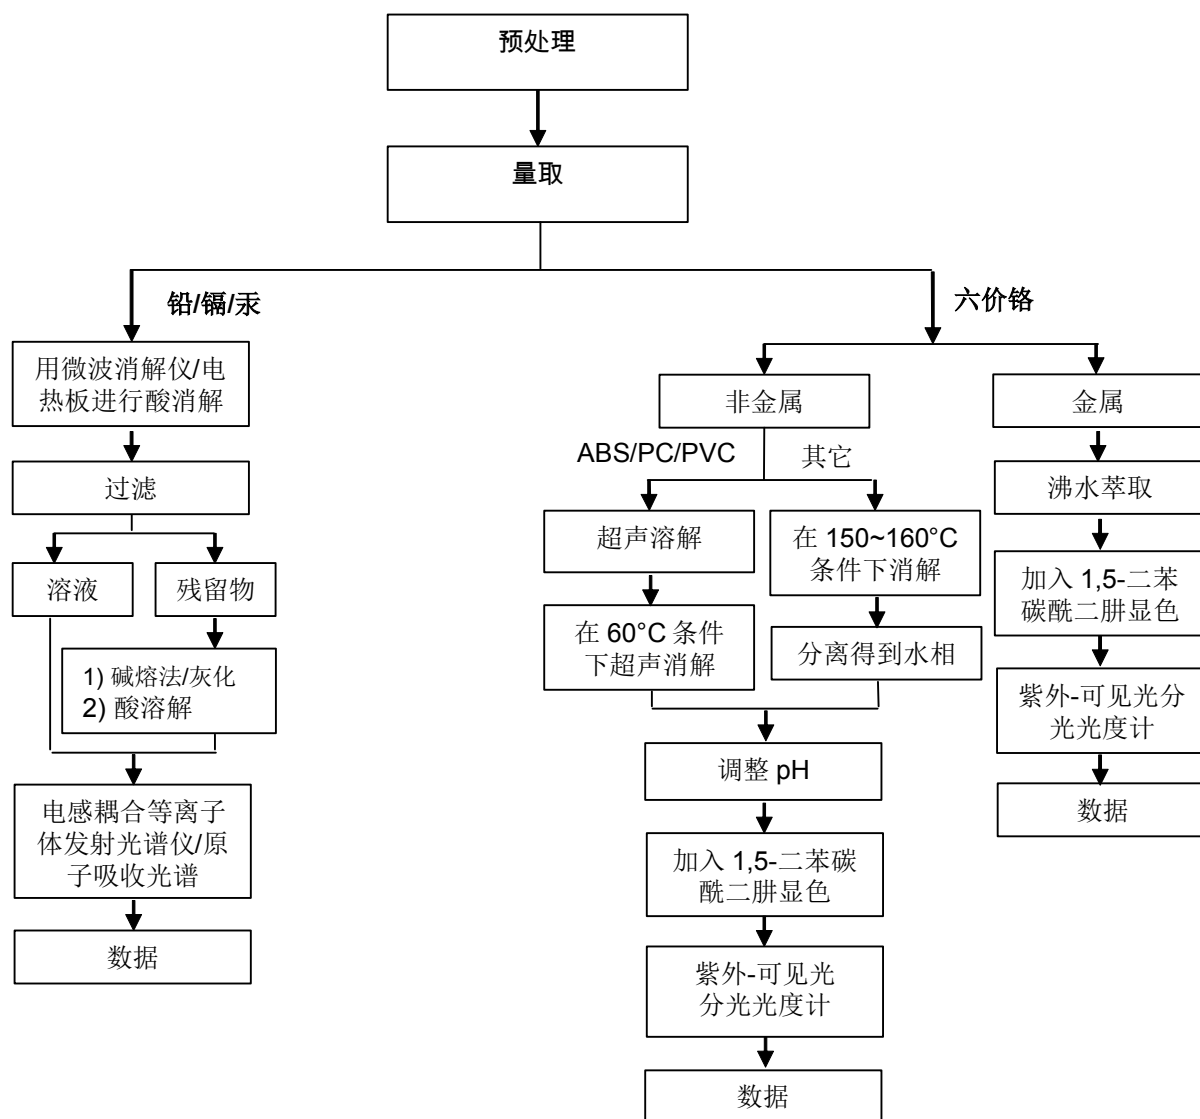 预处理
量取
铅/镉/汞
用微波消解仪/电
热板进行酸消解
过滤
溶液
残留物
1) 碱熔法/灰化
2) 酸溶解
电感耦合等离子
体发射光谱仪/原
子吸收光谱
数据
六价铬
非金属
ABS/PC/PVC
其它
超声溶解
在 60°C 条件
下超声消解
在 150~160°C
条件下消解
分离得到水相
调整 pH
加入 1,5-二苯碳
酰二肼显色
紫外-可见光
分光光度计
数据
金属
沸水萃取
加入 1,5-二苯
碳酰二肼显色
紫外-可见光分
光光度计
数据